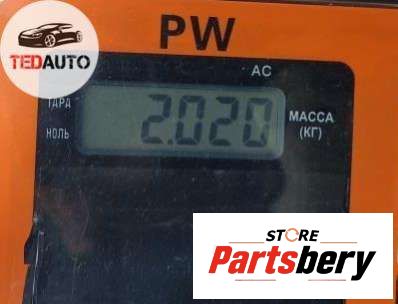 TEDAUTO
PW
AC
ТАРА
НОЛЬ
2.020
МАССА
(КГ)
STORE
Partsbery